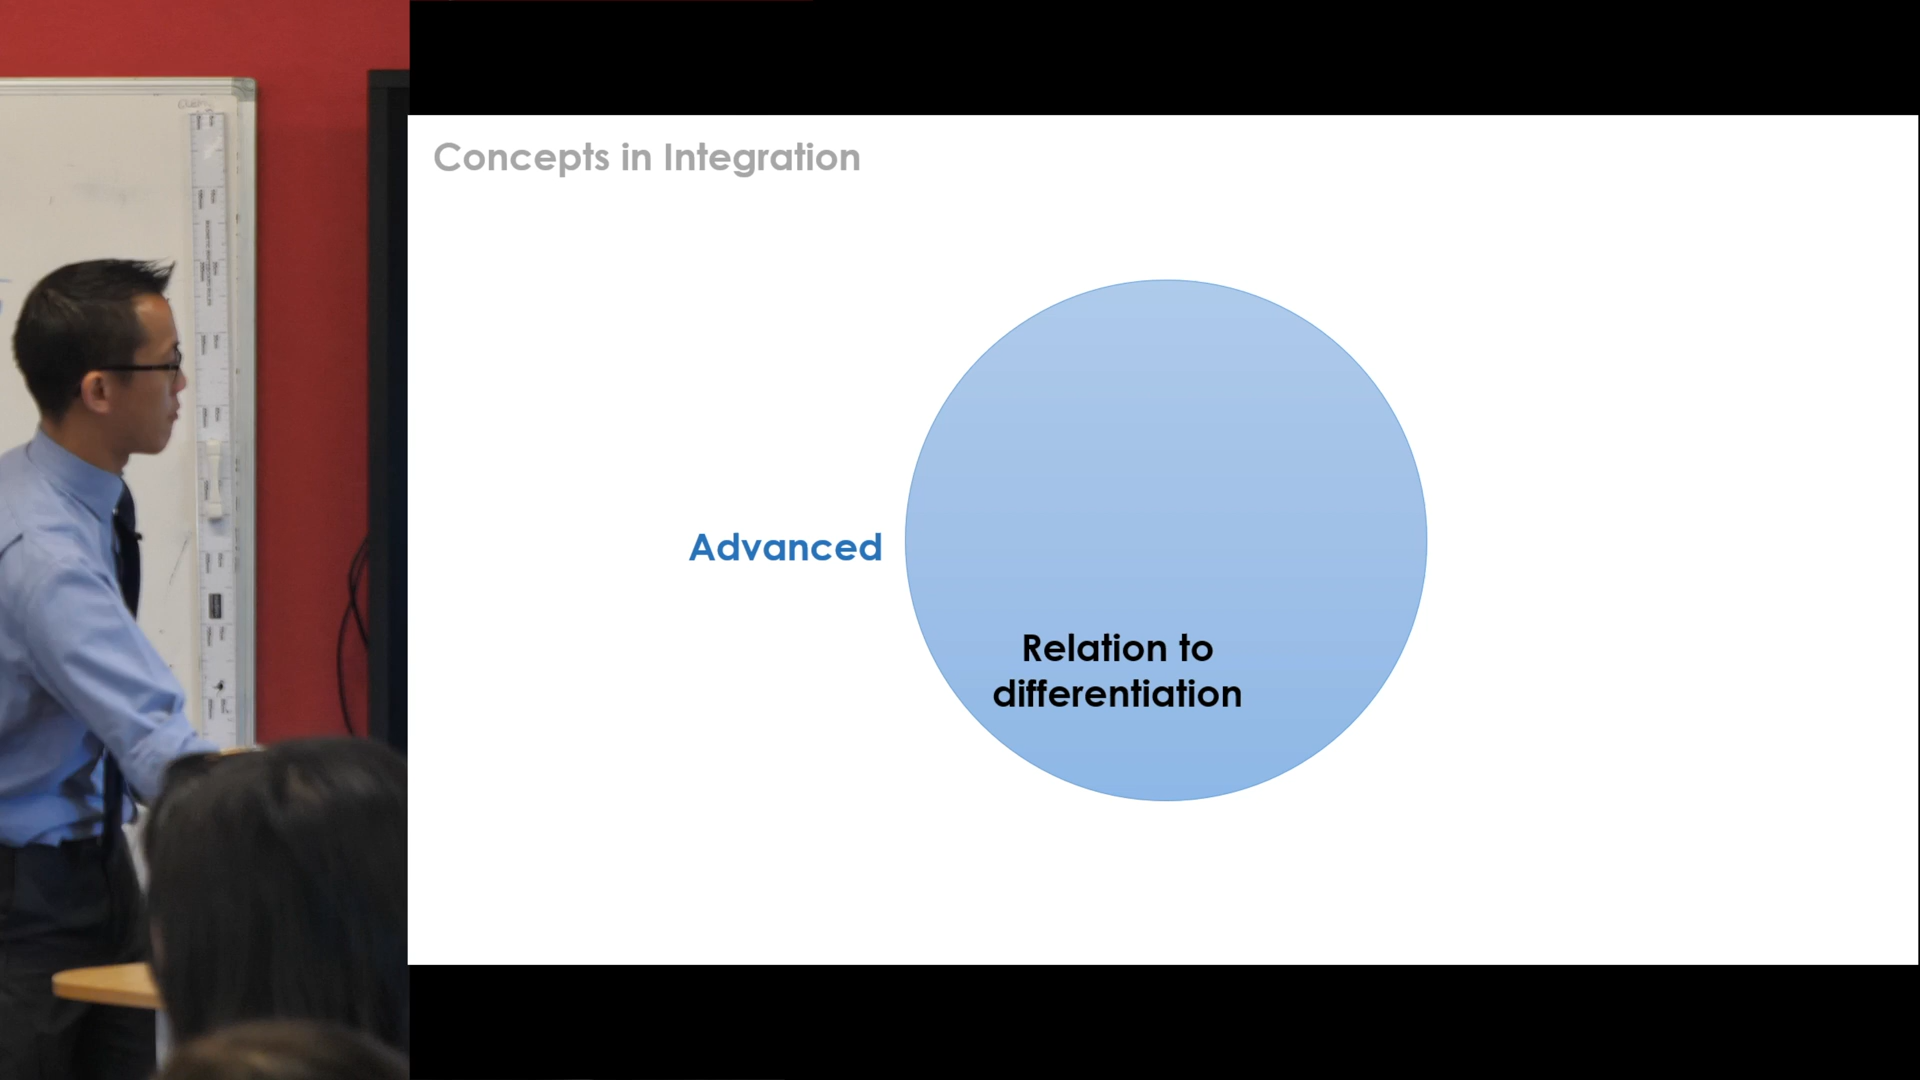 Concepts in Integration
Advanced
Relation to
differentiation